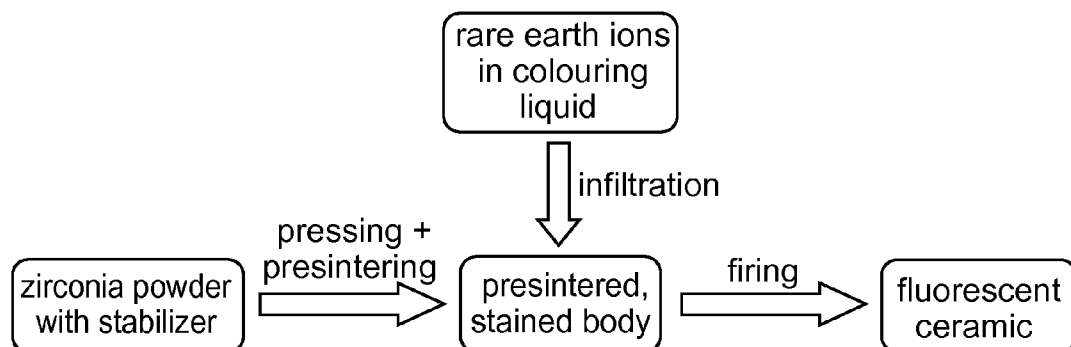 rare earth ions
in colouring
liquid
infiltration
pressing +
presintering
zirconia powder
with stabilizer
presintered,
stained body
firing
fluorescent
ceramic